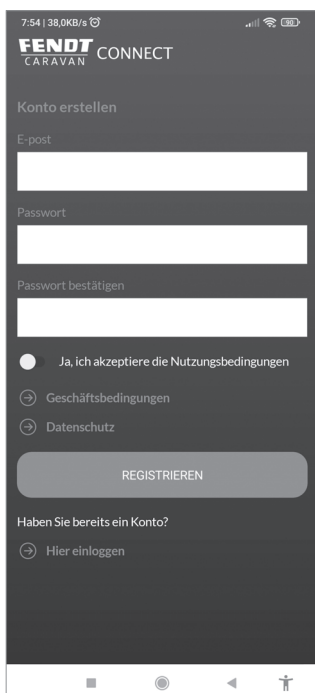 7:54 | 38,0KB/s
90
FENDT
CARAVAN CONNECT
Konto erstellen
E-post
Passwort
Passwort bestätigen
Ja, ich akzeptiere die Nutzungsbedingungen
Geschäftsbedingungen
Datenschutz
REGISTRIEREN
Haben Sie bereits ein Konto?
Hier einloggen